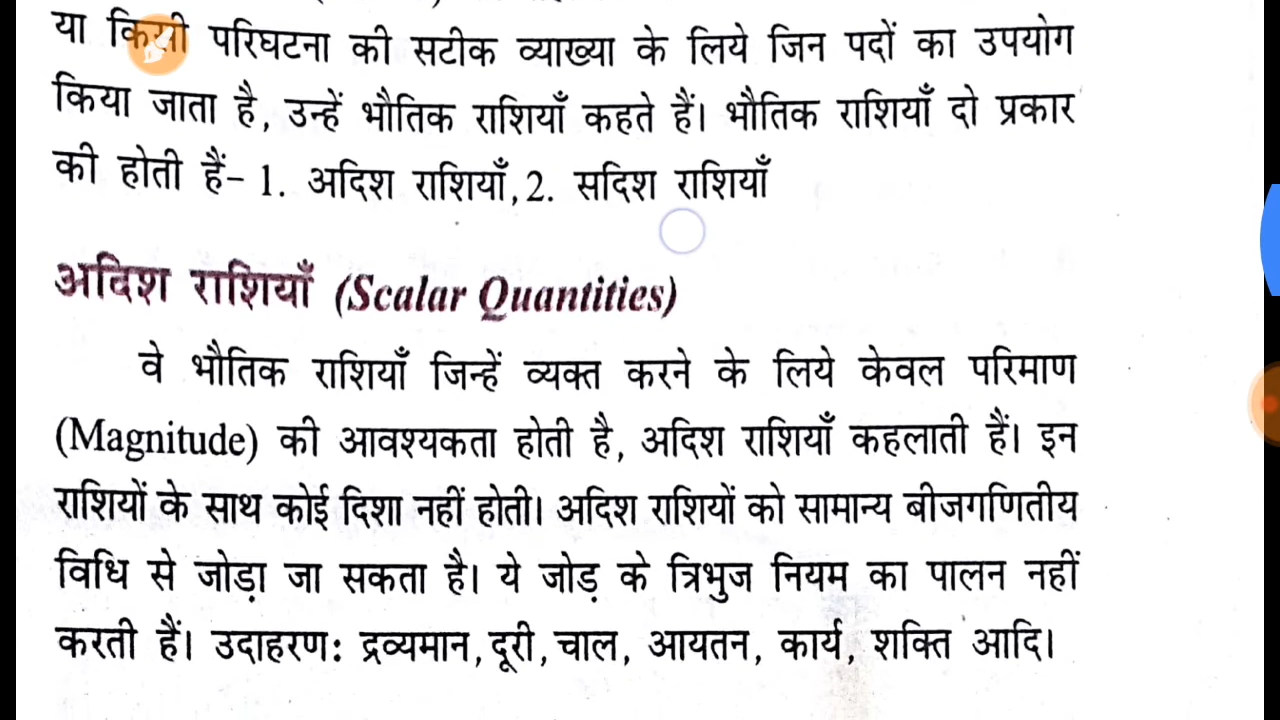 या किसी परिघटना की सटीक व्याख्या के लिये जिन पदों का उपयोग
किया जाता है, उन्हें भौतिक राशियाँ कहते हैं। भौतिक राशियाँ दो प्रकार
की होती हैं- 1. अदिश राशियाँ, 2. सदिश राशियाँ
अदिश राशियाँ (Scalar Quantities)
वे भौतिक राशियाँ जिन्हें व्यक्त करने के लिये केवल परिमाण
(Magnitude) की आवश्यकता होती है, अदिश राशियाँ कहलाती हैं। इन
राशियों के साथ कोई दिशा नहीं होती। अदिश राशियों को सामान्य बीजगणितीय
विधि से जोड़ा जा सकता है। ये जोड़ के त्रिभुज नियम का पालन नहीं
करती हैं। उदाहरण: द्रव्यमान, दूरी, चाल, आयतन, कार्य, शक्ति आदि।